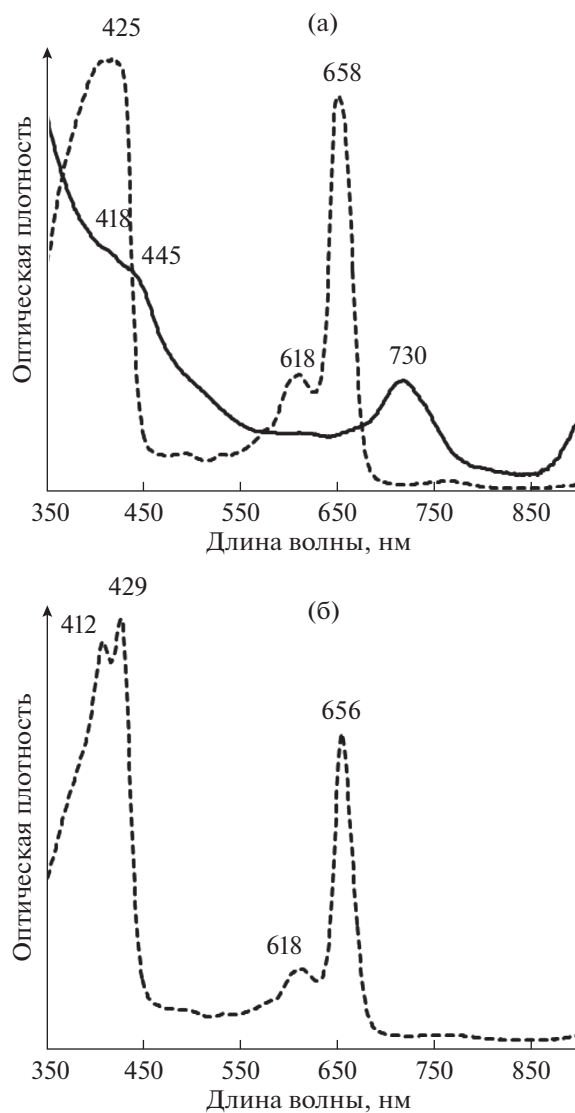 (а)
425
658
418
445
618
730
Оптическая плотность
350 450 550 650 750 850
Длина волны, нм
(б)
429
412
656
618
Оптическая плотность
350 450 550 650 750 850
Длина волны, нм